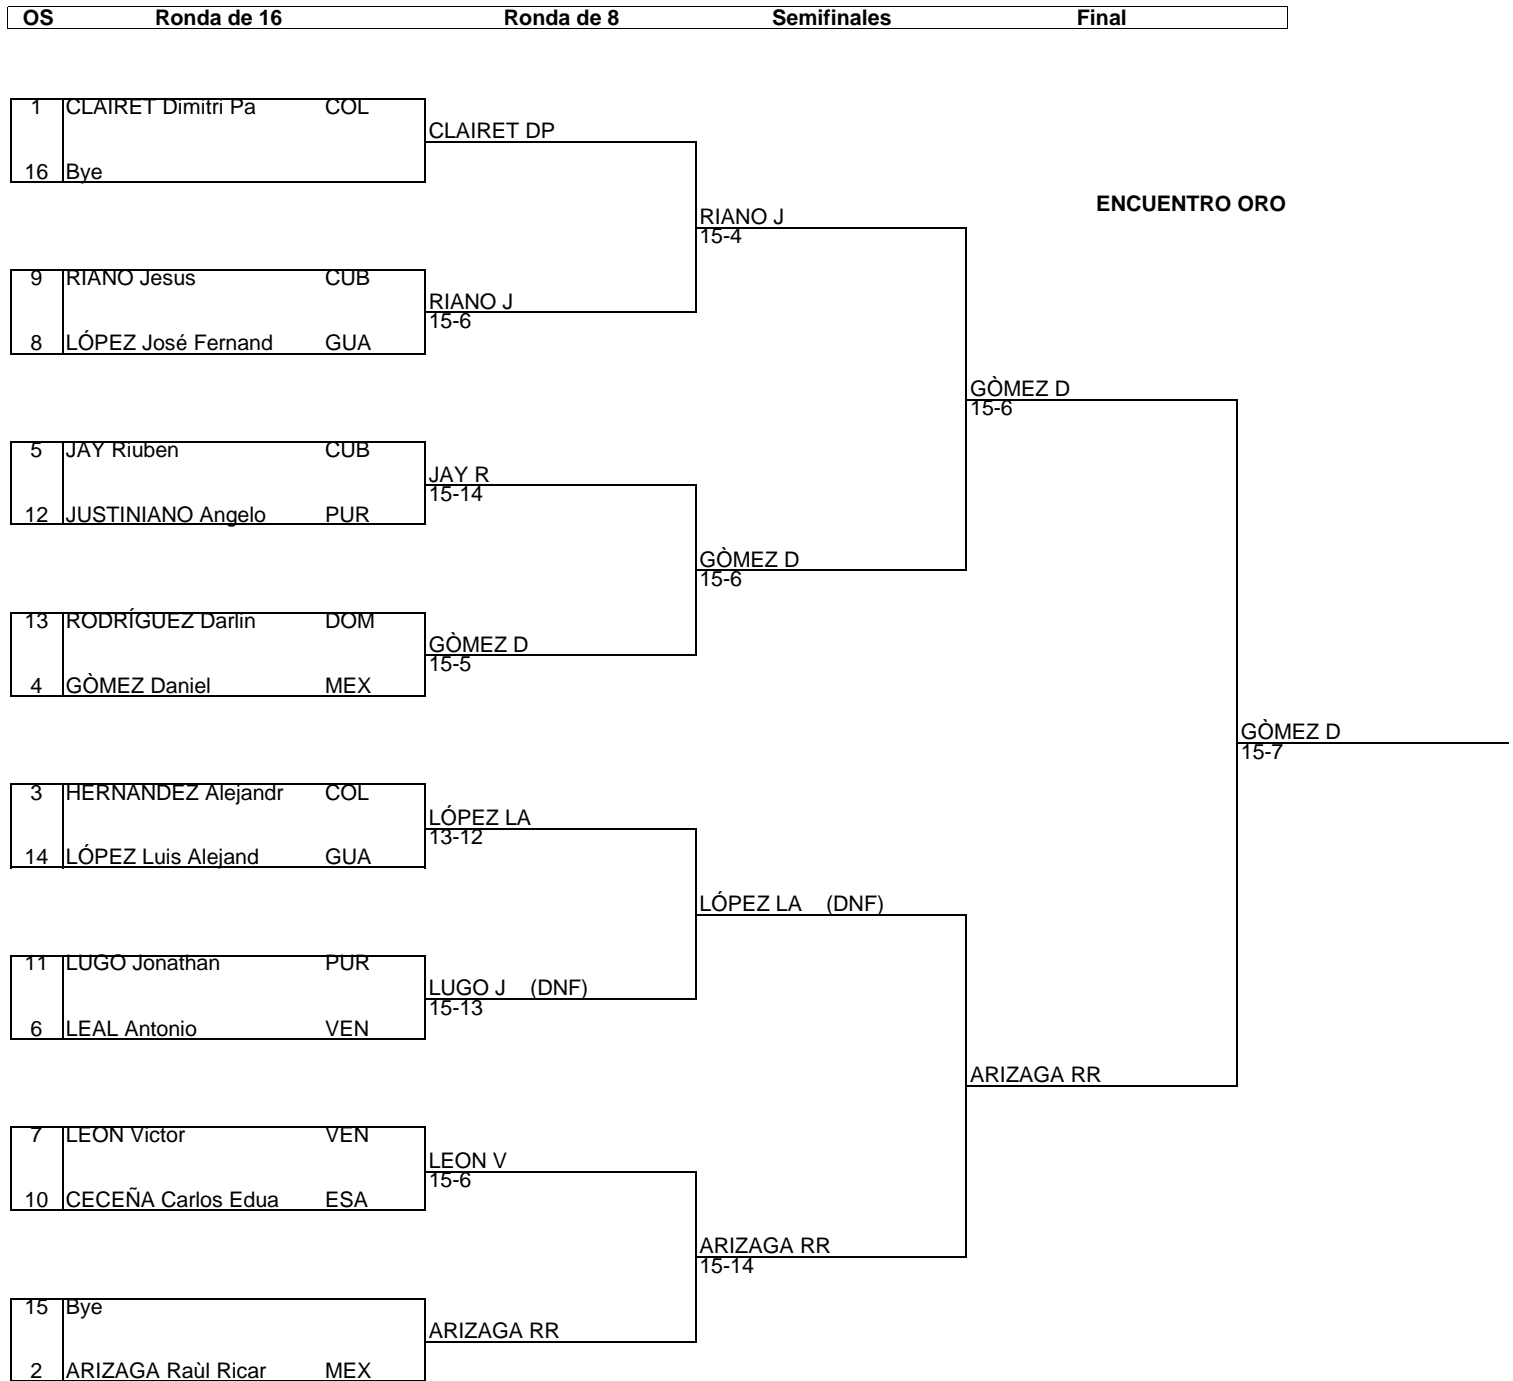 OS Ronda de 16 Ronda de 8 Semifinales Final
1 CLAIRET Dimitri Pa COL
CLAIRET DP
16 Bye
ENCUENTRO ORO
RIANO J
15-4
9 RIANO Jesus CUB
RIANO J
15-6
8 LÓPEZ José Fernand GUA
GÒMEZ D
15-6
5 JAY Riuben CUB
JAY R
15-14
12 JUSTINIANO Angelo PUR
GÒMEZ D
15-6
13 RODRÍGUEZ Darlin DOM
GÒMEZ D
15-5
4 GÒMEZ Daniel MEX
GÒMEZ D
15-7
3 HERNANDEZ Alejandr COL
LÓPEZ LA
13-12
14 LÓPEZ Luis Alejand GUA
LÓPEZ LA (DNF)
11 LUGO Jonathan PUR
LUGO J (DNF)
15-13
6 LEAL Antonio VEN
ARIZAGA RR
7 LEON Victor VEN
LEON V
15-6
10 CECEÑA Carlos Edua ESA
ARIZAGA RR
15-14
15 Bye
ARIZAGA RR
2 ARIZAGA Raùl Ricar MEX